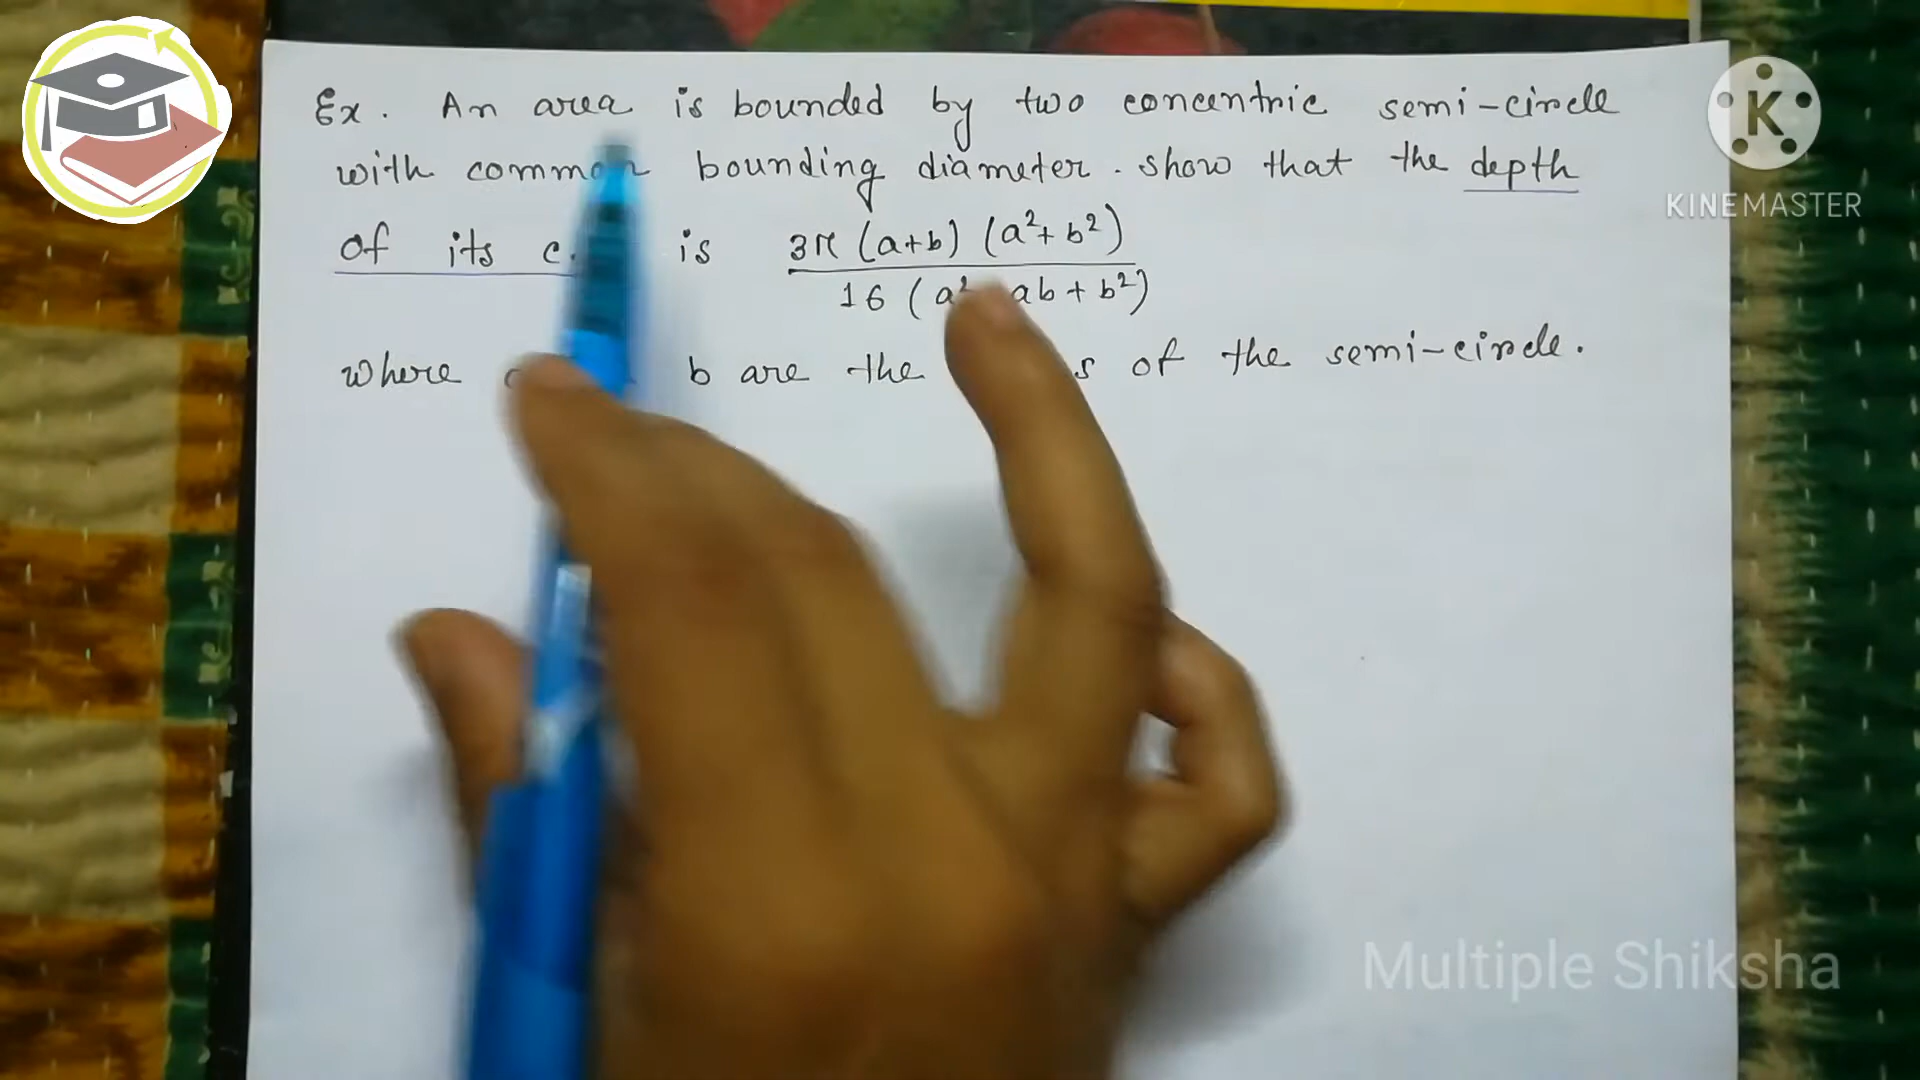 Ex. An area is bounded by two concentric semi-circle
with common bounding diameter. show that the depth
of its c. is 3π (a+b) (a²+ b²)
16 (a² ab + b²)
where b are the s of the semi-circle.
K
KINEMASTER
Multiple Shiksha